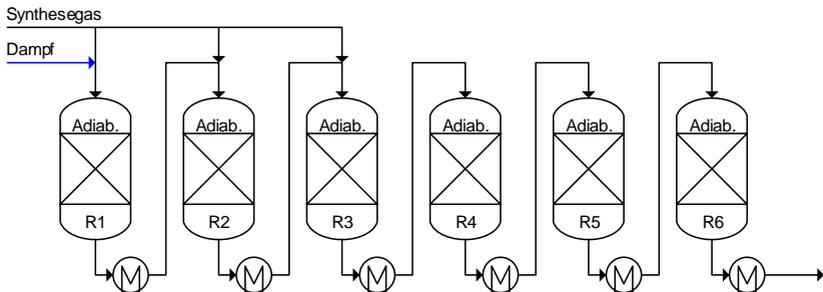 Synthesegas
Dampf
Adiab. Adiab. Adiab. Adiab. Adiab. Adiab.
R1 R2 R3 R4 R5 R6